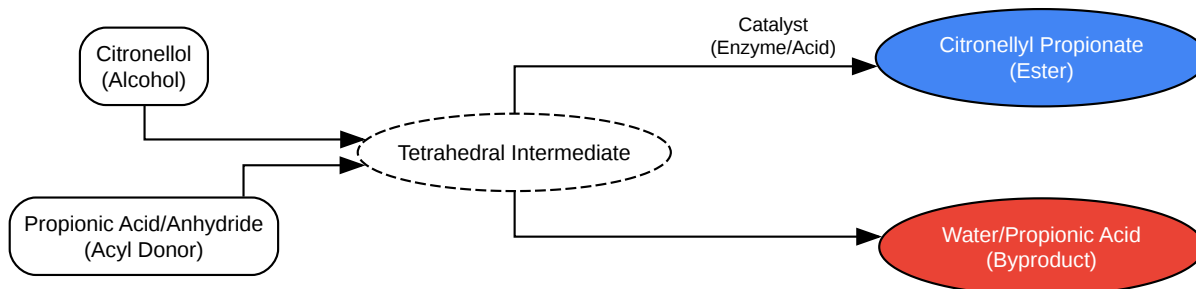 Citronellol
(Alcohol)
Propionic Acid/Anhydride
(Acyl Donor)
Tetrahedral Intermediate
Catalyst
(Enzyme/Acid)
Citronellyl Propionate
(Ester)
Water/Propionic Acid
(Byproduct)